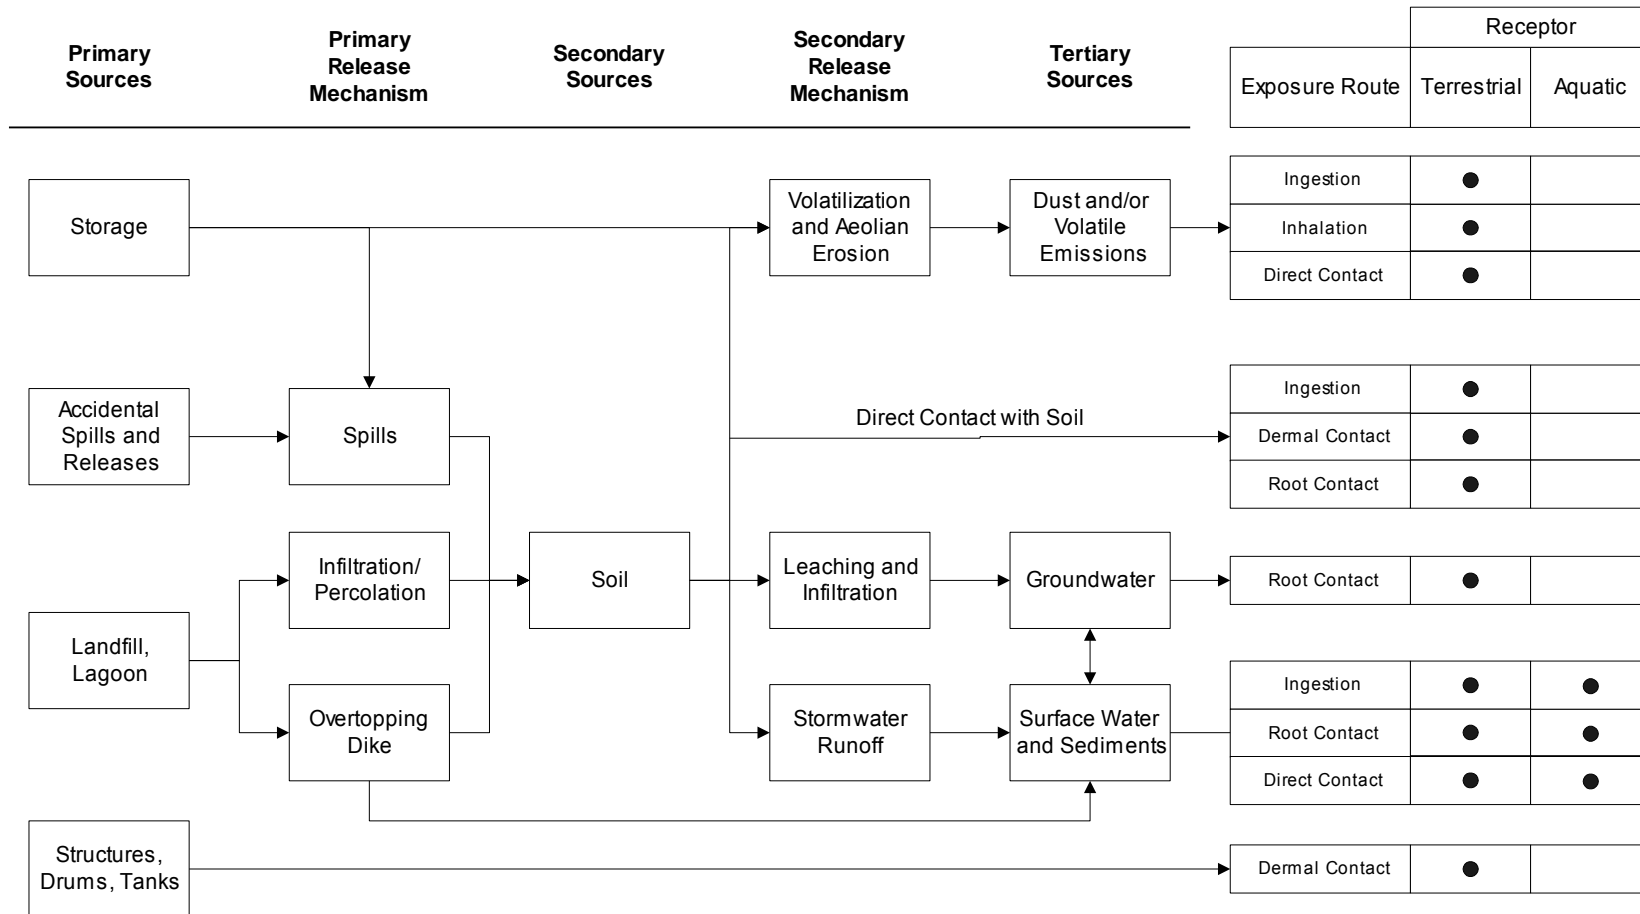 Primary
Sources
Primary
Release
Mechanism
Secondary
Sources
Secondary
Release
Mechanism
Tertiary
Sources
Receptor
Exposure Route
Terrestrial
Aquatic
Storage
Volatilization
and Aeolian
Erosion
Dust and/or
Volatile
Emissions
Ingestion
Inhalation
Direct Contact
Accidental
Spills and
Releases
Spills
Direct Contact with Soil
Ingestion
Dermal Contact
Root Contact
Landfill,
Lagoon
Infiltration/
Percolation
Soil
Leaching and
Infiltration
Groundwater
Root Contact
Overtopping
Dike
Stormwater
Runoff
Surface Water
and Sediments
Ingestion
Root Contact
Direct Contact
Structures,
Drums, Tanks
Dermal Contact